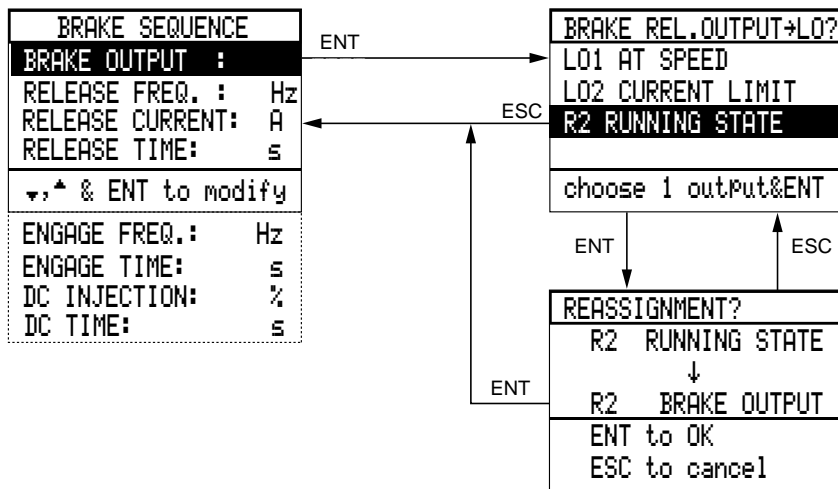 BRAKE SEQUENCE
BRAKE OUTPUT :
RELEASE FREQ. : Hz
RELEASE CURRENT: A
RELEASE TIME: s
▾,▴ & ENT to modify
ENGAGE FREQ.: Hz
ENGAGE TIME: s
DC INJECTION: %
DC TIME: s
ENT
ESC
BRAKE REL.OUTPUT→LO?
LO1 AT SPEED
LO2 CURRENT LIMIT
R2 RUNNING STATE
choose 1 output&ENT
ENT
ESC
REASSIGNMENT?
R2 RUNNING STATE
↓
R2 BRAKE OUTPUT
ENT to OK
ESC to cancel
ENT